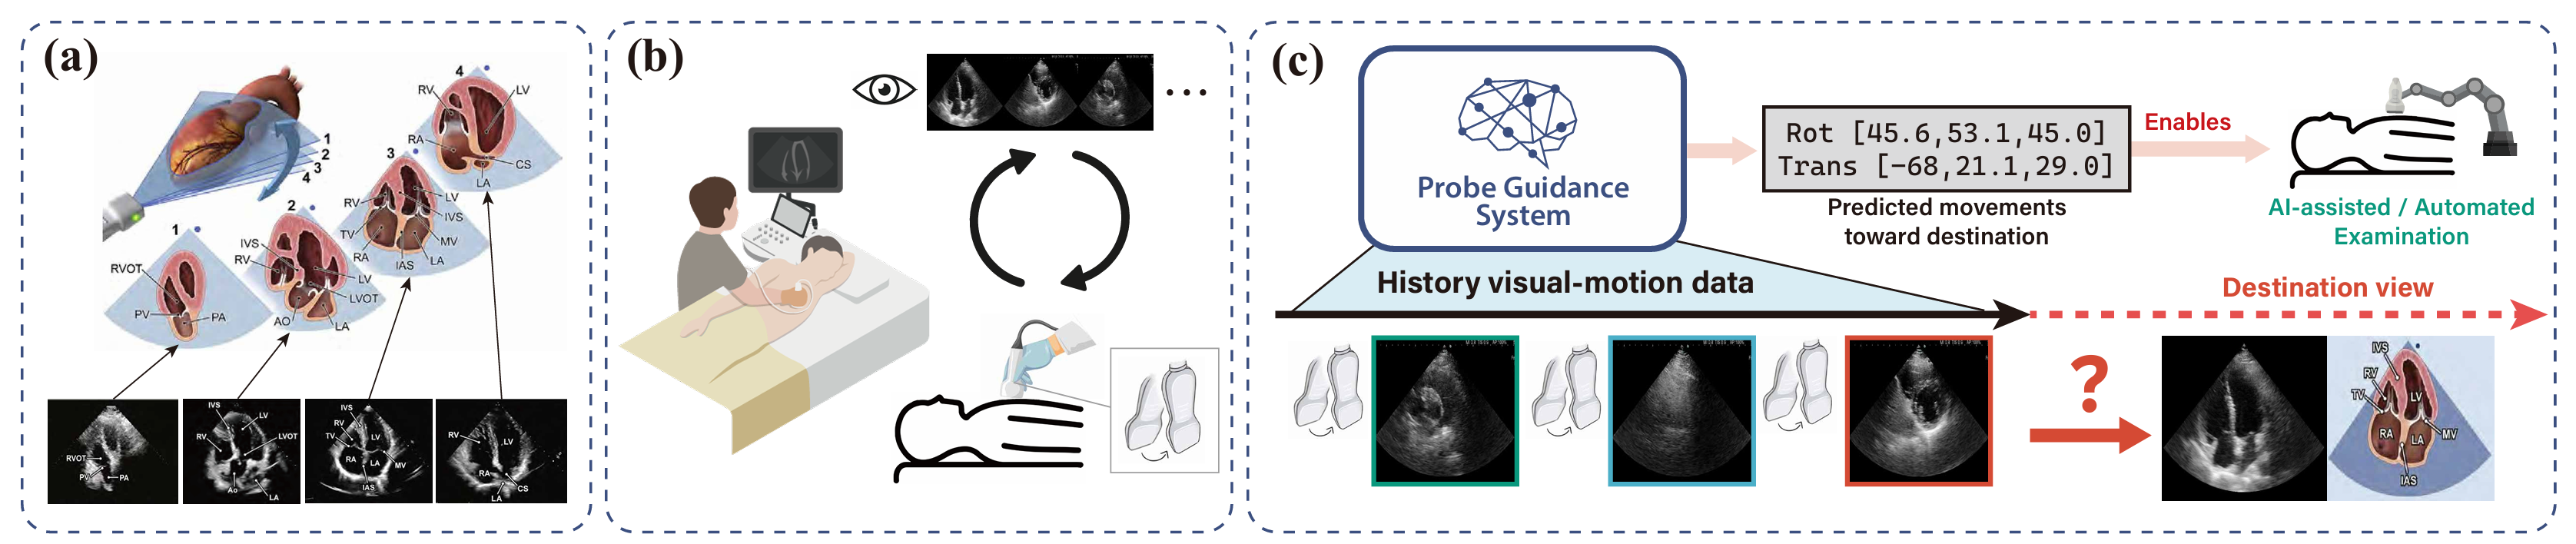 (a)
1
2
3
4
4
RV
LV
RA
CS
LA
3
RV
LV
IVS
TV
MV
RA
IAS
LA
2
IVS
RV
LV
LVOT
AO
LA
1
RVOT
PV
PA
RVOT
PV
PA
IVS
LV
RV
LVOT
Ao
LA
IVS
RV
TV
LV
RA
LA
MV
IAS
RV
LV
RA
CS
LA
(b)
...
(c)
Probe Guidance
System
Rot [45.6,53.1,45.0]
Trans [-68,21.1,29.0]
Predicted movements
toward destination
Enables
AI-assisted / Automated
Examination
History visual-motion data
Destination view
?
IVS
RV
TV
LV
RA
LA
MV
IAS